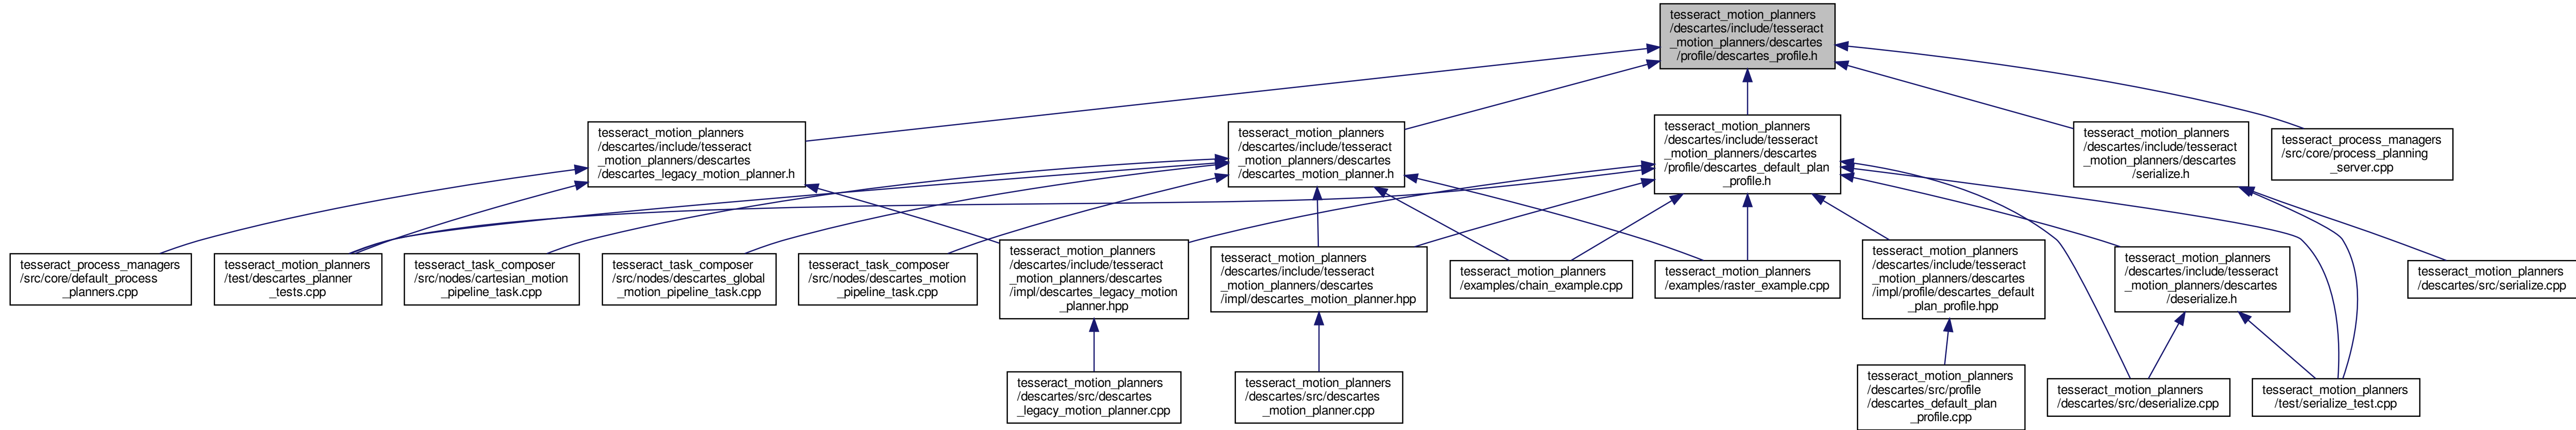 tesseract_motion_planners
/descartes/include/tesseract
_motion_planners/descartes
/profile/descartes_profile.h
tesseract_motion_planners
/descartes/include/tesseract
_motion_planners/descartes
/descartes_legacy_motion_planner.h
tesseract_motion_planners
/descartes/include/tesseract
_motion_planners/descartes
/descartes_motion_planner.h
tesseract_motion_planners
/descartes/include/tesseract
_motion_planners/descartes
/profile/descartes_default_plan
_profile.h
tesseract_motion_planners
/descartes/include/tesseract
_motion_planners/descartes
/serialize.h
tesseract_process_managers
/src/core/process_planning
_server.cpp
tesseract_process_managers
/src/core/default_process
_planners.cpp
tesseract_motion_planners
/test/descartes_planner
_tests.cpp
tesseract_task_composer
/src/nodes/cartesian_motion
_pipeline_task.cpp
tesseract_task_composer
/src/nodes/descartes_global
_motion_pipeline_task.cpp
tesseract_task_composer
/src/nodes/descartes_motion
_pipeline_task.cpp
tesseract_motion_planners
/descartes/include/tesseract
_motion_planners/descartes
/impl/descartes_legacy_motion
_planner.hpp
tesseract_motion_planners
/descartes/include/tesseract
_motion_planners/descartes
/impl/descartes_motion_planner.hpp
tesseract_motion_planners
/examples/chain_example.cpp
tesseract_motion_planners
/examples/raster_example.cpp
tesseract_motion_planners
/descartes/include/tesseract
_motion_planners/descartes
/impl/profile/descartes_default
_plan_profile.hpp
tesseract_motion_planners
/descartes/include/tesseract
_motion_planners/descartes
/deserialize.h
tesseract_motion_planners
/descartes/src/serialize.cpp
tesseract_motion_planners
/descartes/src/descartes
_legacy_motion_planner.cpp
tesseract_motion_planners
/descartes/src/descartes
_motion_planner.cpp
tesseract_motion_planners
/descartes/src/profile
/descartes_default_plan
_profile.cpp
tesseract_motion_planners
/descartes/src/deserialize.cpp
tesseract_motion_planners
/test/serialize_test.cpp